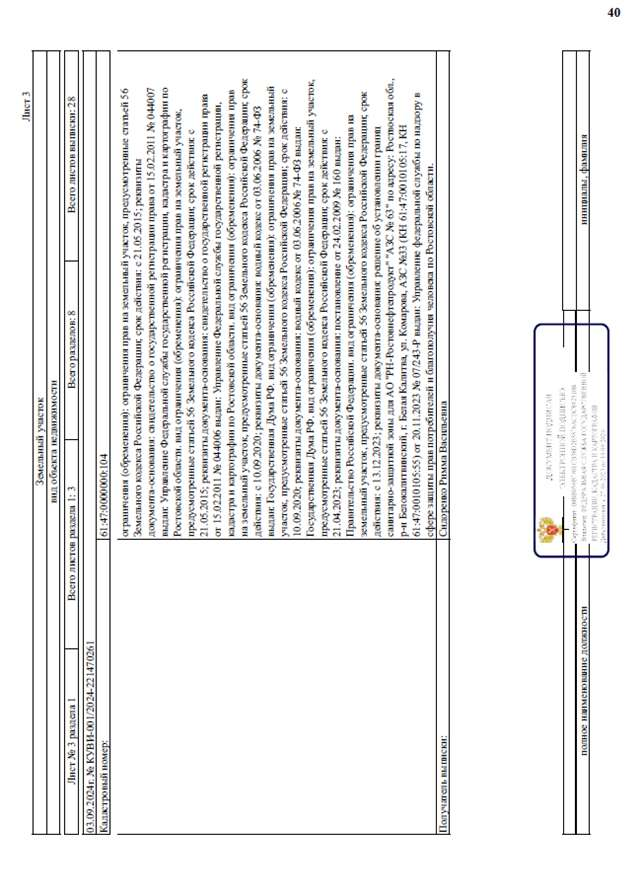 40
Лист 3
Земельный участок
вид объекта недвижимости
Лист № 3 раздела 1 Всего листов раздела 1: 3 Всего разделов: 8 Всего листов выписки: 28
03.09.2024г. № КУВИ-001/2024-221470261
Кадастровый номер: 61:47:0000000:104
ограничения (обременения): ограничения прав на земельный участок, предусмотренные статьей 56
Земельного кодекса Российской Федерации; срок действия: с 21.05.2015; реквизиты
документа-основания: свидетельство о государственной регистрации права от 15.02.2011 № 044007
выдан: Управление Федеральной службы государственной регистрации, кадастра и картографии по
Ростовской области. вид ограничения (обременения): ограничения прав на земельный участок,
предусмотренные статьей 56 Земельного кодекса Российской Федерации; срок действия: с
21.05.2015; реквизиты документа-основания: свидетельство о государственной регистрации права
от 15.02.2011 № 044006 выдан: Управление Федеральной службы государственной регистрации,
кадастра и картографии по Ростовской области. вид ограничения (обременения): ограничения прав
на земельный участок, предусмотренные статьей 56 Земельного кодекса Российской Федерации; срок
действия: с 10.09.2020; реквизиты документа-основания: водный кодекс от 03.06.2006 № 74-ФЗ
выдан: Государственная Дума РФ. вид ограничения (обременения): ограничения прав на земельный
участок, предусмотренные статьей 56 Земельного кодекса Российской Федерации; срок действия: с
10.09.2020; реквизиты документа-основания: водный кодекс от 03.06.2006 № 74-ФЗ выдан:
Государственная Дума РФ. вид ограничения (обременения): ограничения прав на земельный участок,
предусмотренные статьей 56 Земельного кодекса Российской Федерации; срок действия: с
21.04.2023; реквизиты документа-основания: постановление от 24.02.2009 № 160 выдан:
Правительство Российской Федерации. вид ограничения (обременения): ограничения прав на
земельный участок, предусмотренные статьей 56 Земельного кодекса Российской Федерации; срок
действия: с 13.12.2023; реквизиты документа-основания: решение об установлении границ
санитарно-защитной зоны для АО "РН-Ростовнефтепродукт" "АЗС № 63" по адресу: Ростовская обл.,
р-н Белокалитвинский, г. Белая Калитва, ул. Комарова, АЗС №33 (КН 61:47:0010105:17, КН
61:47:0010105:55) от 20.11.2023 № 07/243-Р выдан: Управление федеральной службы по надзору в
сфере защиты прав потребителей и благополучия человека по Ростовской области.
Получатель выписки: Сидоренко Римма Васильевна
ДОКУМЕНТ ПОДПИСАН
ЭЛЕКТРОННОЙ ПОДПИСЬЮ
полное наименование должности инициалы, фамилия